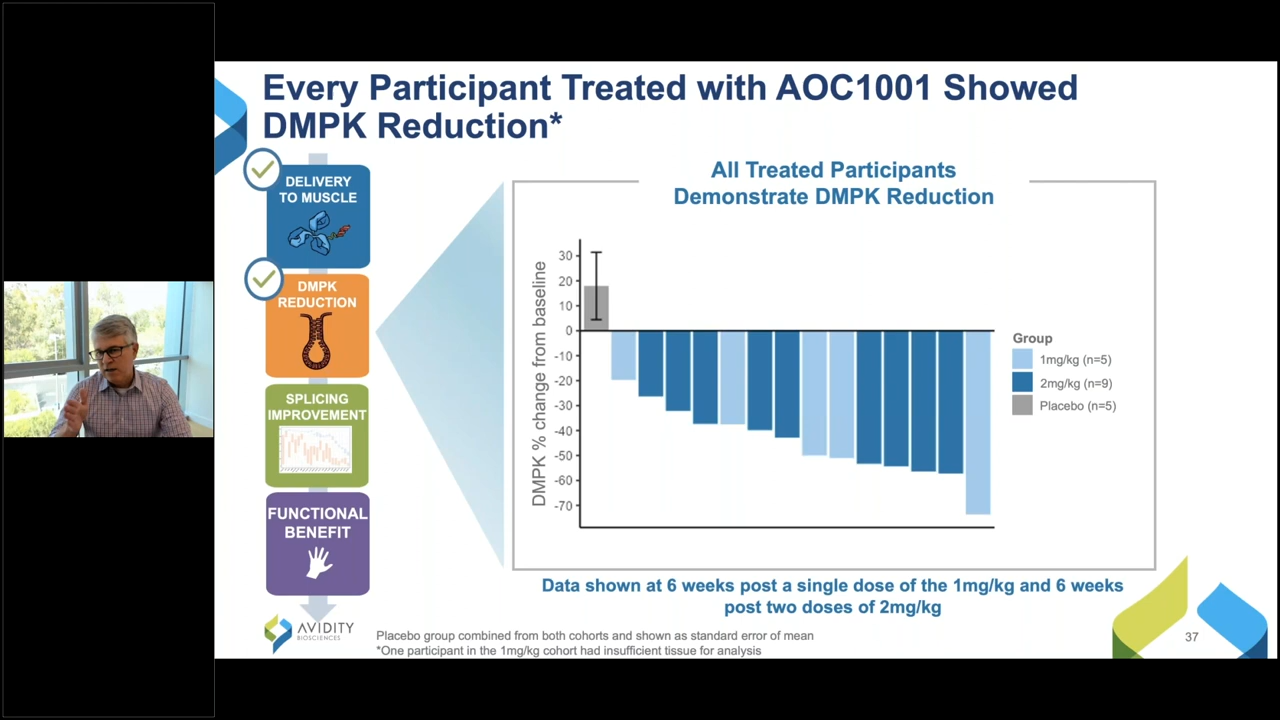 Every Participant Treated with AOC1001 Showed
DMPK Reduction*
DELIVERY
TO MUSCLE
DMPK
REDUCTION
SPLICING
IMPROVEMENT
FUNCTIONAL
BENEFIT
All Treated Participants
Demonstrate DMPK Reduction
DMPK % change from baseline
30
20
10
0
-10
-20
-30
-40
-50
-60
-70
Group
1mg/kg (n=5)
2mg/kg (n=9)
Placebo (n=5)
Data shown at 6 weeks post a single dose of the 1mg/kg and 6 weeks
post two doses of 2mg/kg
AVIDITY
BIOSCIENCES
Placebo group combined from both cohorts and shown as standard error of mean
*One participant in the 1mg/kg cohort had insufficient tissue for analysis
37